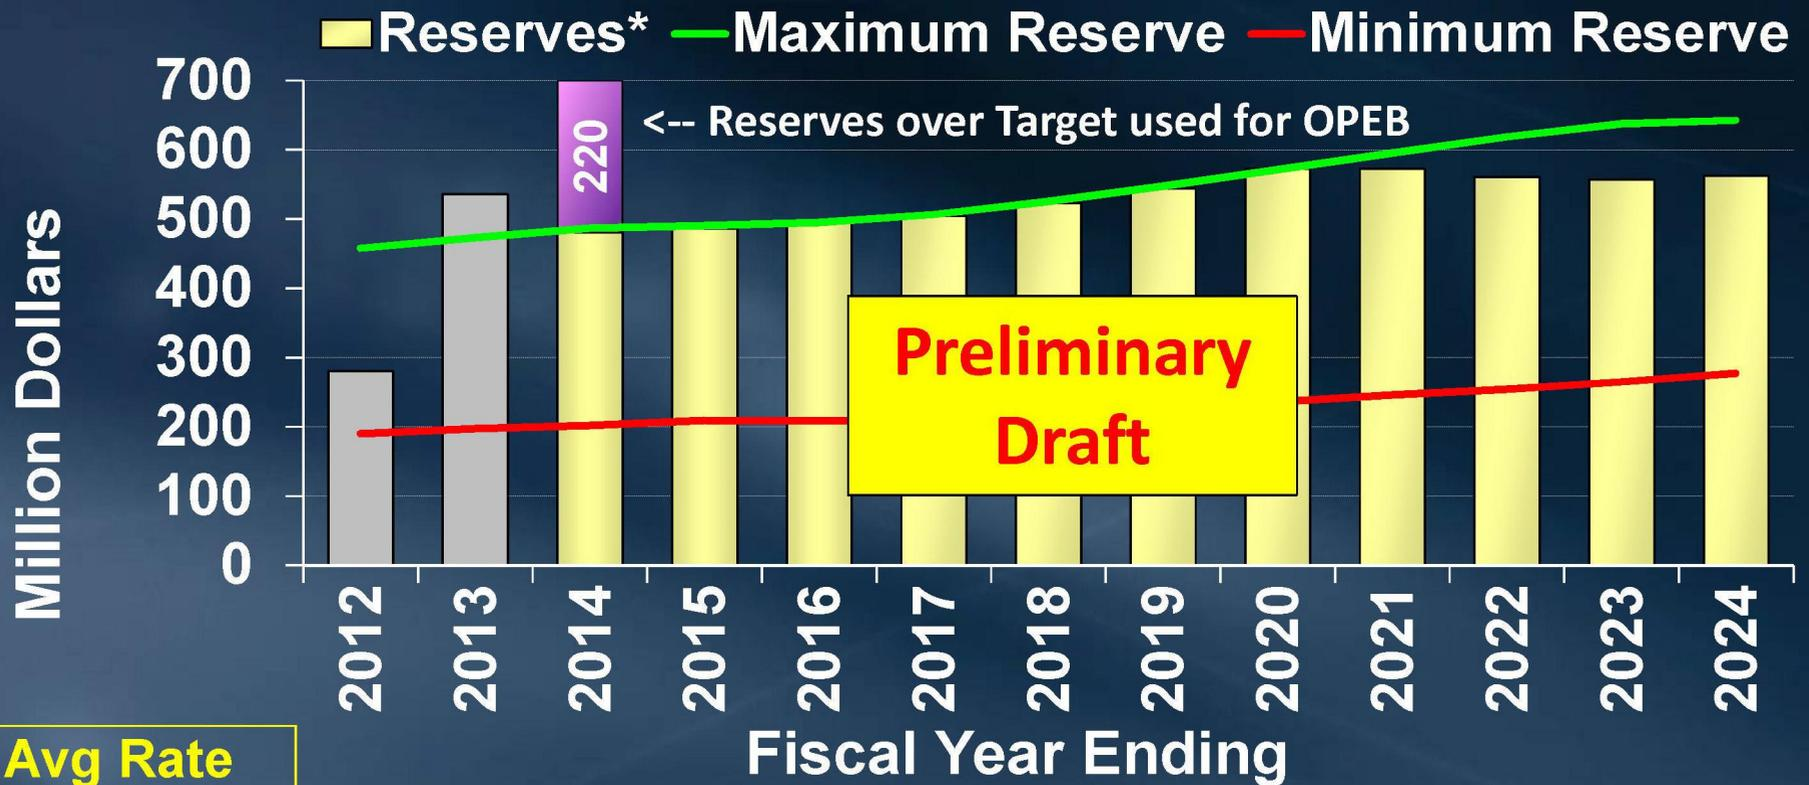 Reserves* Maximum Reserve Minimum Reserve
700
600
500
400
300
200
100
0
Million Dollars
220
<-- Reserves over Target used for OPEB
Preliminary
Draft
2012 2013 2014 2015 2016 2017 2018 2019 2020 2021 2022 2023 2024
Fiscal Year Ending
Avg Rate